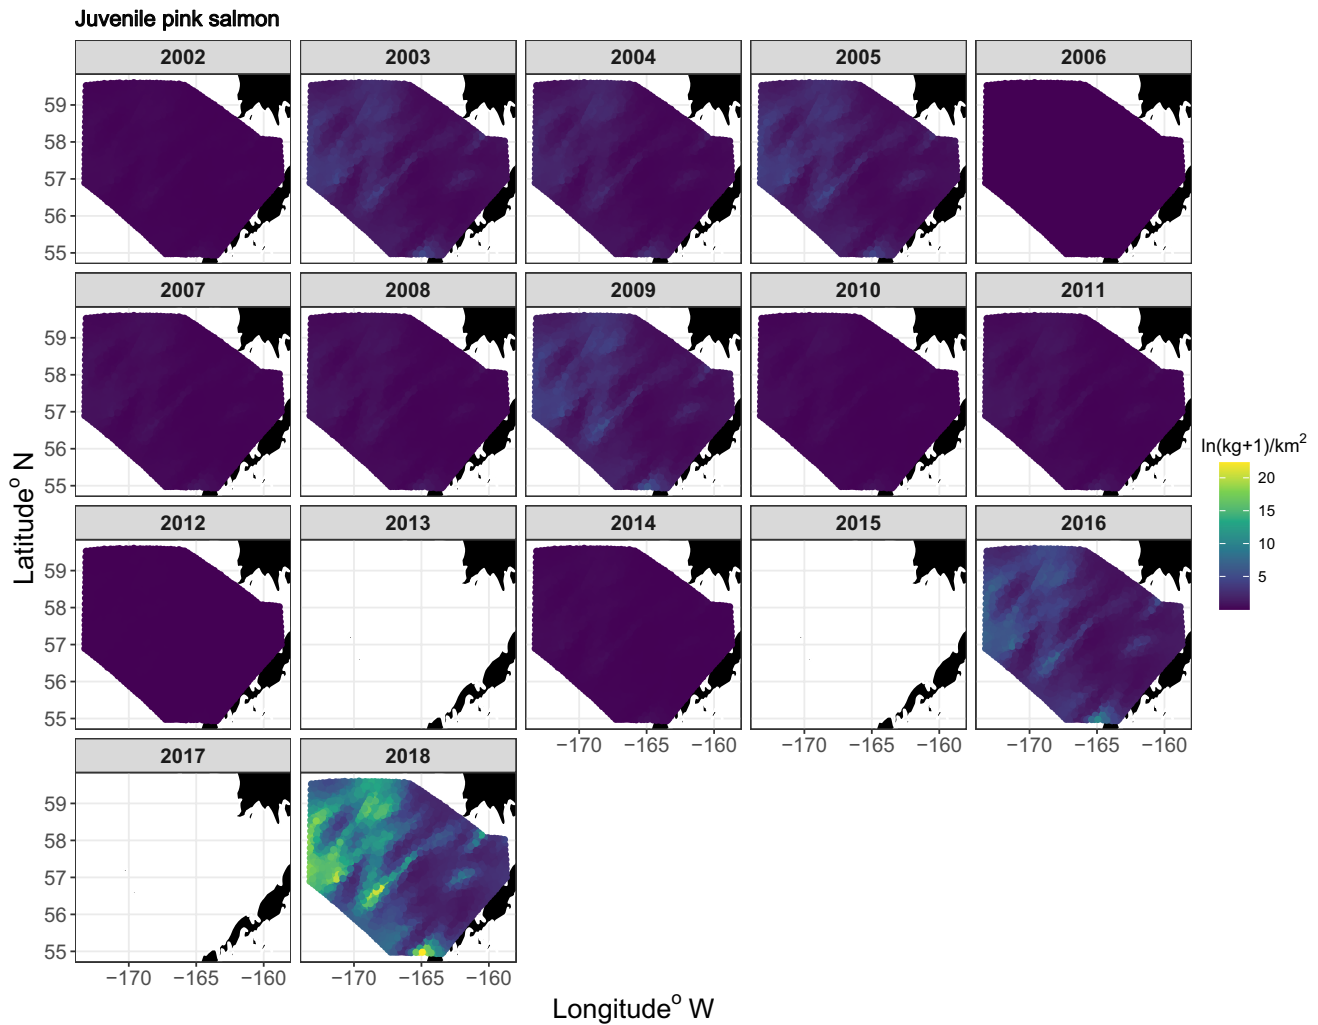 Juvenile pink salmon
2002 2003 2004 2005 2006
59
58
57
56
55
2007 2008 2009 2010 2011
59
58
57
56
55
2012 2013 2014 2015 2016
59
58
57
56
55
−170 −165 −160 −170 −165 −160 −170 −165 −160
2017 2018
59
58
57
56
55
−170 −165 −160 −170 −165 −160
Latitude° N
Longitude° W
ln(kg+1)/km²
20
15
10
5